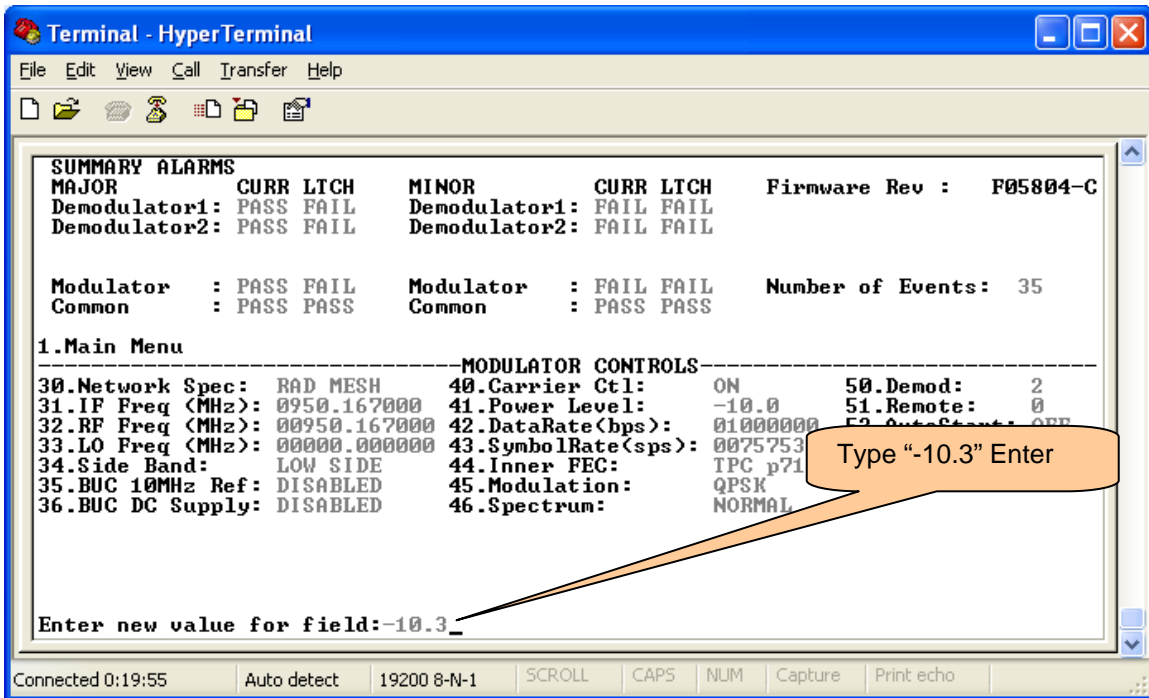 Terminal - HyperTerminal
File Edit View Call Transfer Help
SUMMARY ALARMS
MAJOR CURR LTCH MINOR CURR LTCH Firmware Rev : F05804-C
Demodulator1: PASS FAIL Demodulator1: FAIL FAIL
Demodulator2: PASS FAIL Demodulator2: FAIL FAIL
Modulator : PASS FAIL Modulator : FAIL FAIL Number of Events: 35
Common : PASS PASS Common : PASS PASS
1.Main Menu
MODULATOR CONTROLS
30.Network Spec: RAD MESH 40.Carrier Ctl: ON 50.Demod: 2
31.IF Freq (MHz): 0950.167000 41.Power Level: -10.0 51.Remote: 0
32.RF Freq (MHz): 00950.167000 42.DataRate(bps): 01000000
33.LO Freq (MHz): 00000.000000 43.SymbolRate(sps): 0075753
34.Side Band: LOW SIDE 44.Inner FEC: TPC p71
35.BUC 10MHz Ref: DISABLED 45.Modulation: QPSK
36.BUC DC Supply: DISABLED 46.Spectrum: NORMAL
Type “-10.3” Enter
Enter new value for field:-10.3_
Connected 0:19:55 Auto detect 19200 8-N-1 SCROLL CAPS NUM Capture Print echo